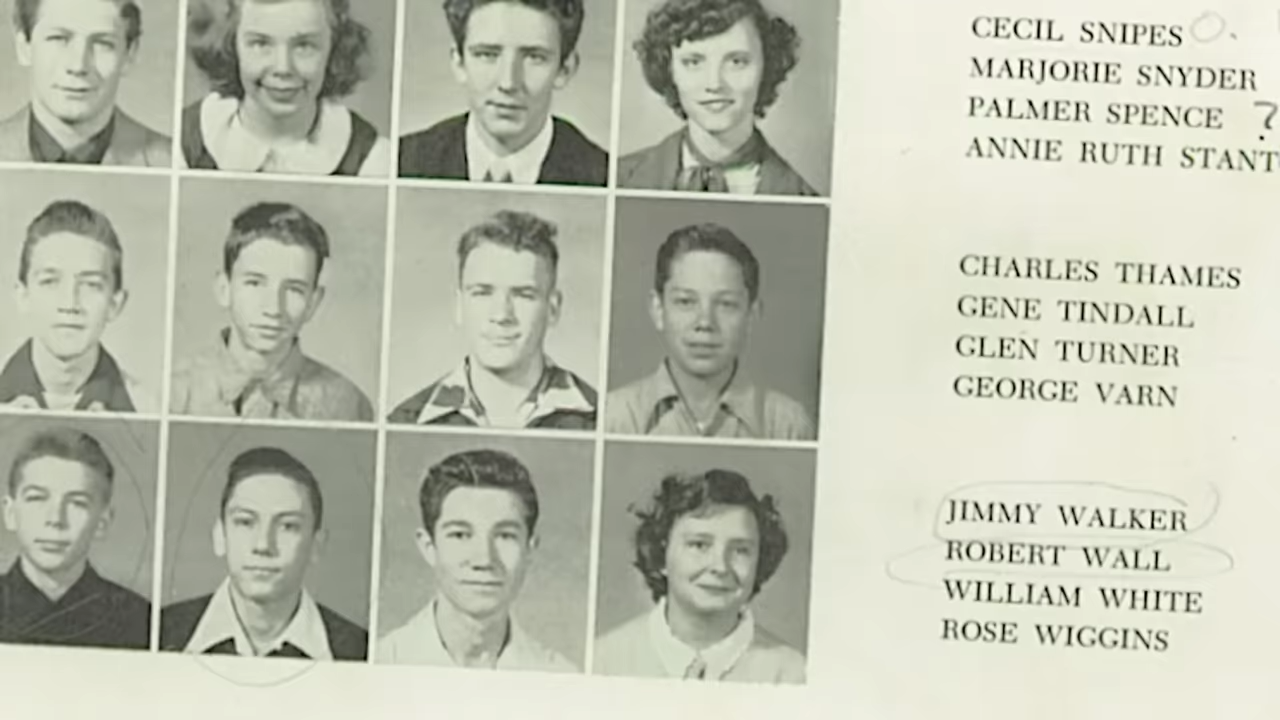 CECIL SNIPES
MARJORIE SNYDER
PALMER SPENCE ?
ANNIE RUTH STANT
CHARLES THAMES
GENE TINDALL
GLEN TURNER
GEORGE VARN
JIMMY WALKER
ROBERT WALL
WILLIAM WHITE
ROSE WIGGINS